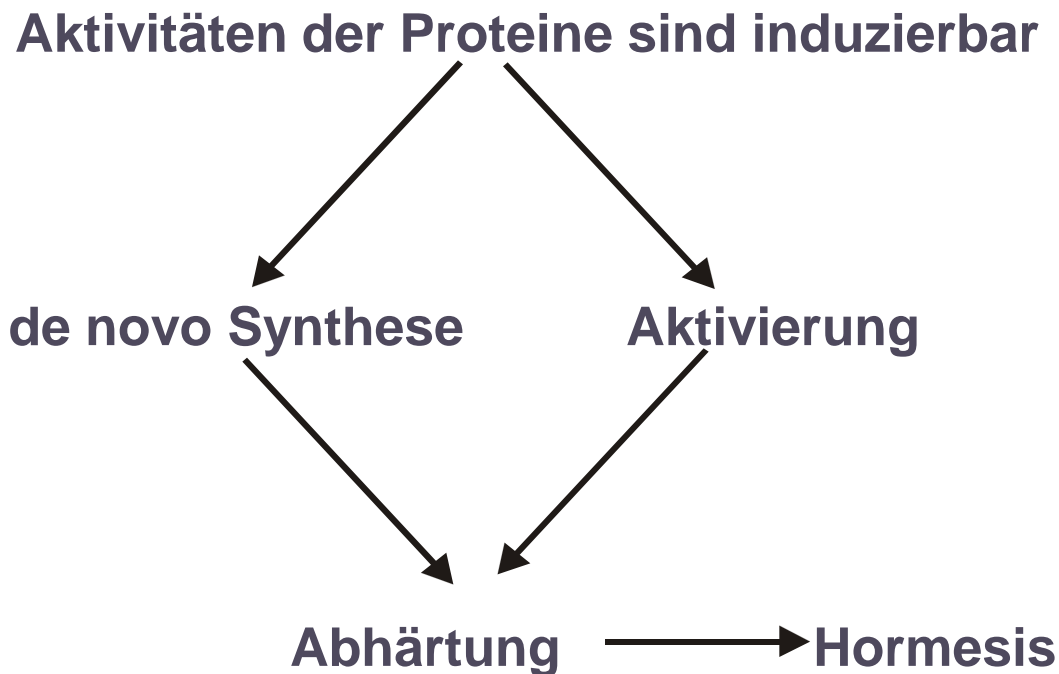 Aktivitäten der Proteine sind induzierbar
de novo Synthese Aktivierung
Abhärtung Hormesis